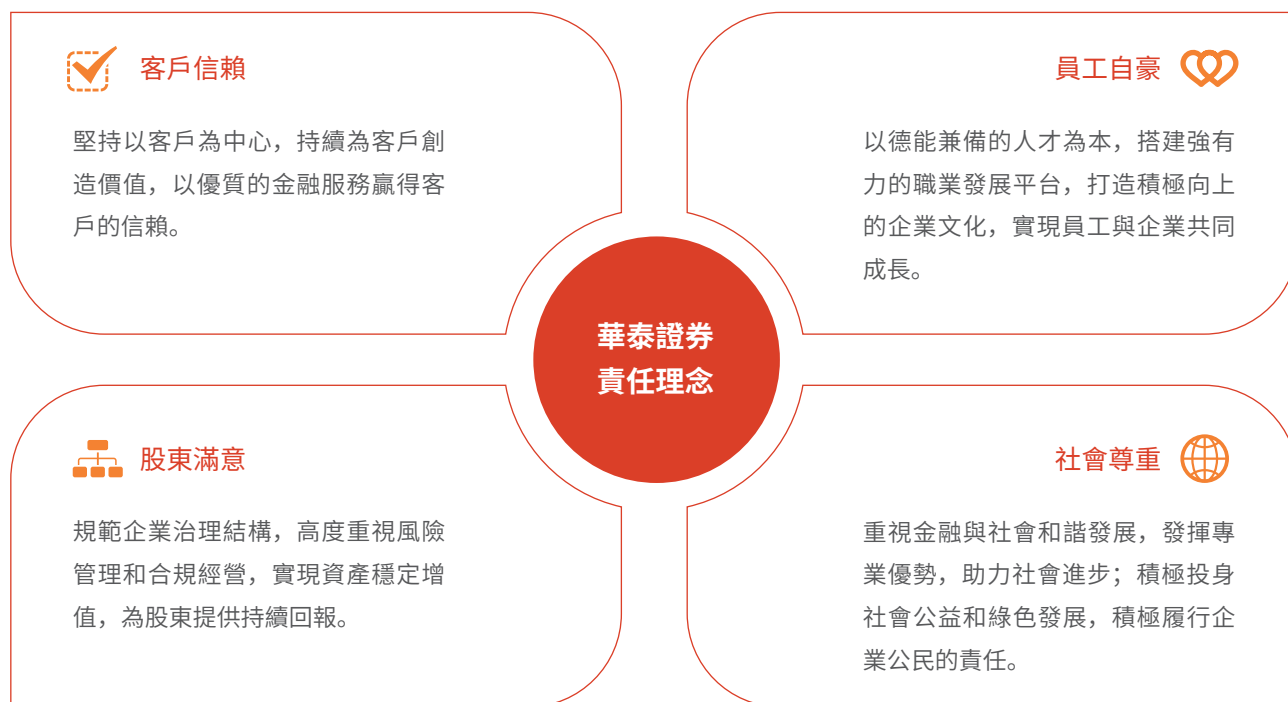 客戶信賴
堅持以客戶為中心，持續為客戶創
造價值，以優質的金融服務贏得客
戶的信賴。
員工自豪
以德能兼備的人才為本，搭建強有
力的職業發展平台，打造積極向上
的企業文化，實現員工與企業共同
成長。
華泰證券
責任理念
股東滿意
規範企業治理結構，高度重視風險
管理和合規經營，實現資產穩定增
值，為股東提供持續回報。
社會尊重
重視金融與社會和諧發展，發揮專
業優勢，助力社會進步；積極投身
社會公益和綠色發展，積極履行企
業公民的責任。